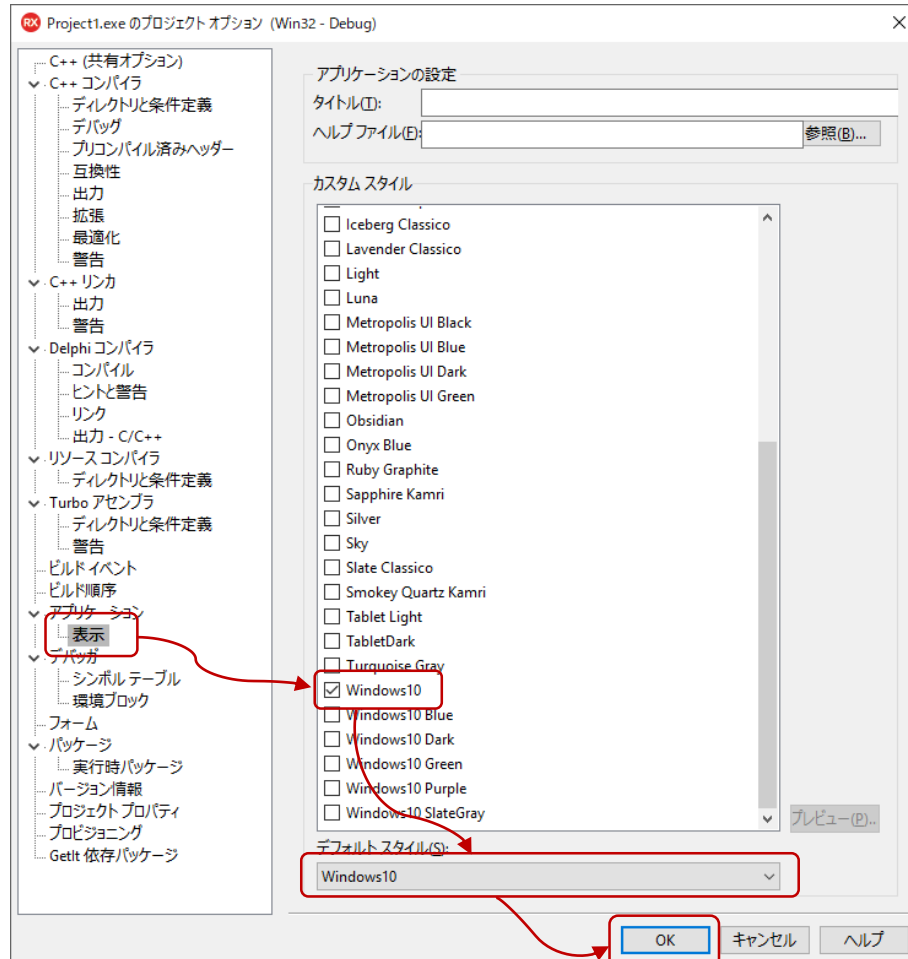 RX Project1.exe のプロジェクト オプション (Win32 - Debug)
C++ (共有オプション)
C++ コンパイラ
ディレクトリと条件定義
デバッグ
プリコンパイル済みヘッダー
互換性
出力
拡張
最適化
警告
C++ リンカ
出力
警告
Delphi コンパイラ
コンパイル
ヒントと警告
リンク
出力 - C/C++
リソース コンパイラ
ディレクトリと条件定義
Turbo アセンブラ
ディレクトリと条件定義
警告
ビルド イベント
ビルド順序
アプリケーション
表示
デバッガ
シンボル テーブル
環境ブロック
フォーム
パッケージ
実行時パッケージ
バージョン情報
プロジェクト プロパティ
プロビジョニング
GetIt 依存パッケージ
アプリケーションの設定
タイトル(T):
ヘルプ ファイル(F):
参照(B)...
カスタム スタイル
Iceberg Classico
Lavender Classico
Light
Luna
Metropolis UI Black
Metropolis UI Blue
Metropolis UI Dark
Metropolis UI Green
Obsidian
Onyx Blue
Ruby Graphite
Sapphire Kamri
Silver
Sky
Slate Classico
Smokey Quartz Kamri
Tablet Light
TabletDark
Turquoise Gray
Windows10
Windows10 Blue
Windows10 Dark
Windows10 Green
Windows10 Purple
Windows10 SlateGray
プレビュー(P)..
デフォルト スタイル(S):
Windows10
OK キャンセル ヘルプ